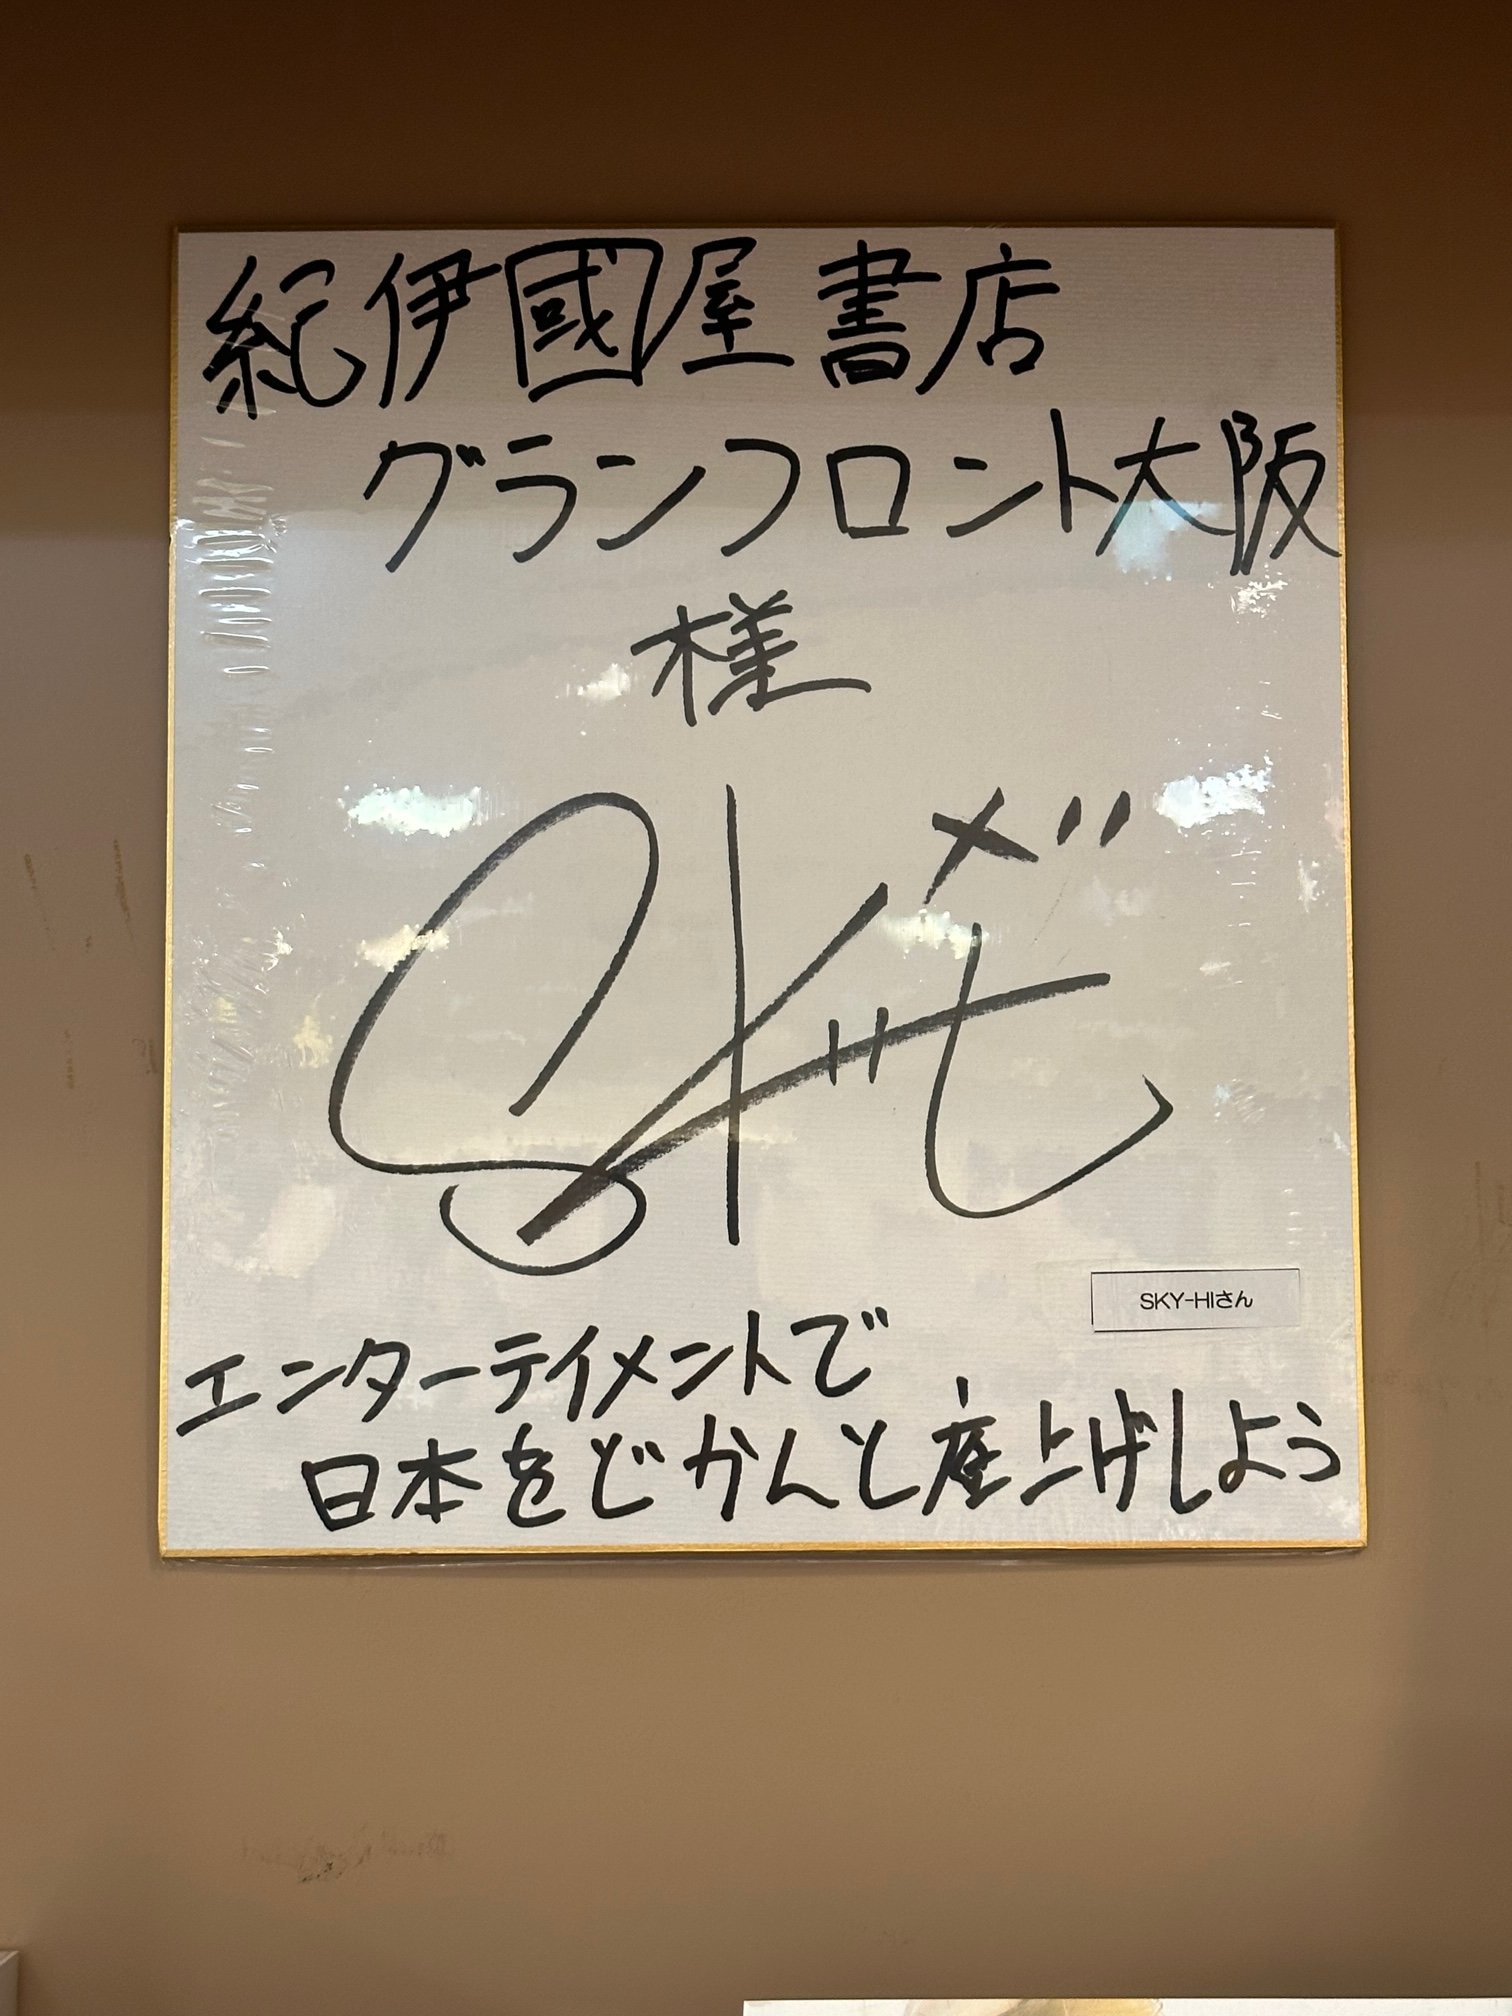 紀伊國屋書店
グランフロント大阪
様
SKY-HIさん
エンターテイメントで
日本をどかんと底上げしよう